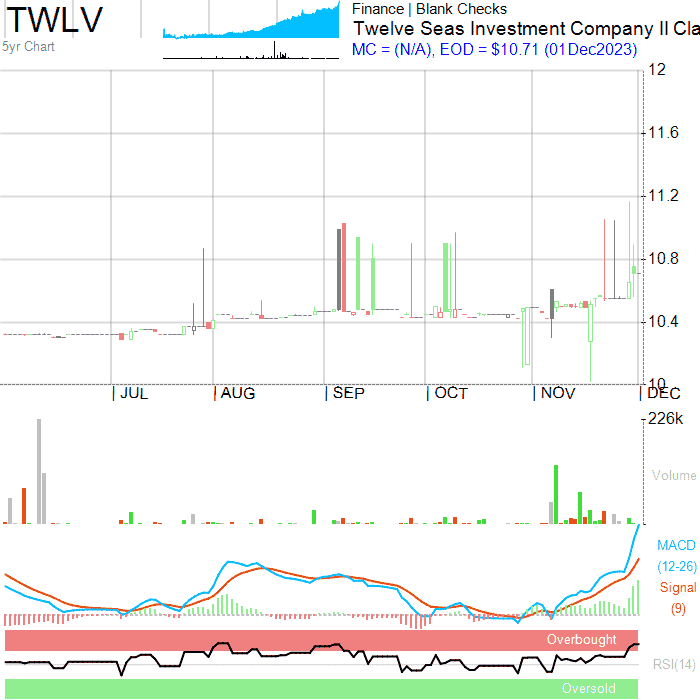 TWLV
5yr Chart
Finance | Blank Checks
Twelve Seas Investment Company II Cla
MC = (N/A), EOD = $10.71 (01Dec2023)
12
11.6
11.2
10.8
10.4
10
| JUL | AUG | SEP | OCT | NOV | DEC
226k
Volume
MACD
(12-26)
Signal
(9)
Overbought
RSI(14)
Oversold